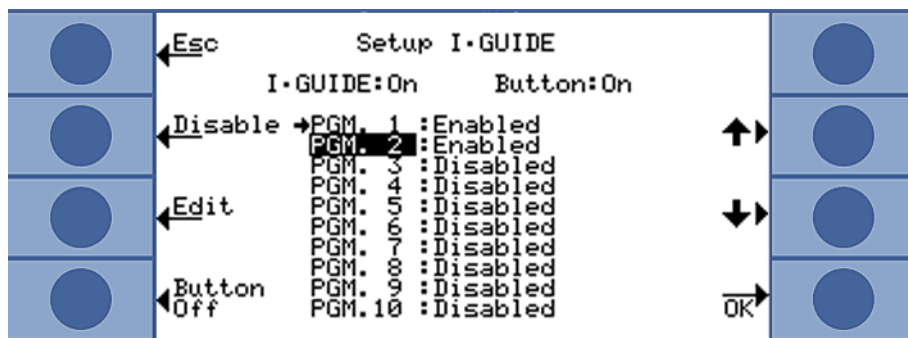 Esc
Setup I·GUIDE
I·GUIDE:On Button:On
Disable ➔PGM. 1 :Enabled
PGM. 2 :Enabled
PGM. 3 :Disabled
PGM. 4 :Disabled
Edit PGM. 5 :Disabled
PGM. 6 :Disabled
PGM. 7 :Disabled
PGM. 8 :Disabled
Button PGM. 9 :Disabled
Off PGM.10 :Disabled
OK